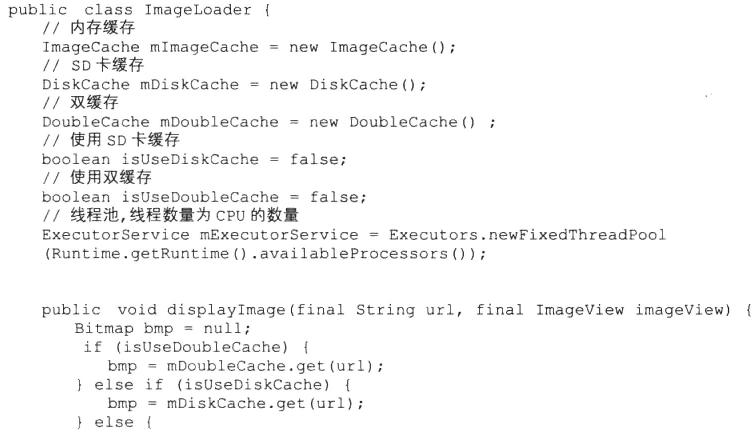 public class ImageLoader {
// 内存缓存
ImageCache mImageCache = new ImageCache();
// SD 卡缓存
DiskCache mDiskCache = new DiskCache();
// 双缓存
DoubleCache mDoubleCache = new DoubleCache() ;
// 使用 SD 卡缓存
boolean isUseDiskCache = false;
// 使用双缓存
boolean isUseDoubleCache = false;
// 线程池,线程数量为 CPU 的数量
ExecutorService mExecutorService = Executors.newFixedThreadPool
(Runtime.getRuntime().availableProcessors());
public void displayImage(final String url, final ImageView imageView) {
Bitmap bmp = null;
if (isUseDoubleCache) {
bmp = mDoubleCache.get(url);
} else if (isUseDiskCache) {
bmp = mDiskCache.get(url);
} else {